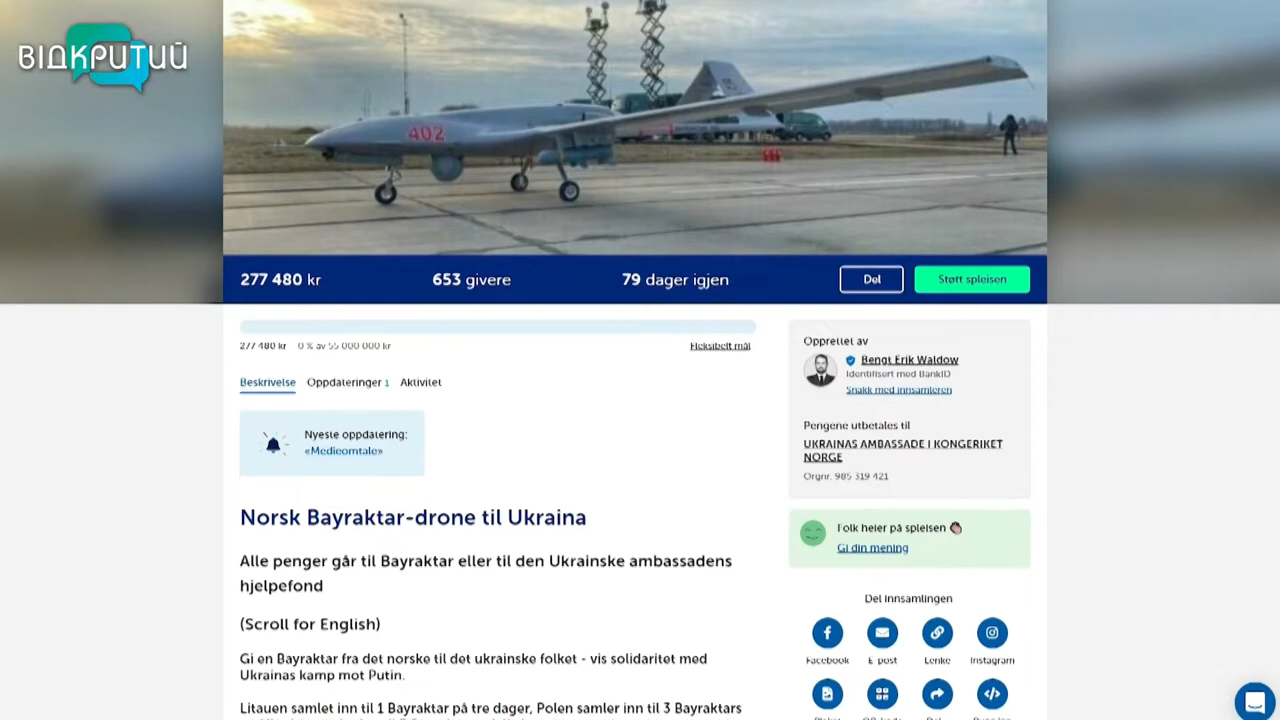 ВІДКРИТИЙ
402
277 480 kr
653 givere
79 dager igjen
Del
Støtt spleisen
277 480 kr 0 % av 55 000 000 kr
Fleksibelt mål
Beskrivelse Oppdateringer 1 Aktivitet
Nyeste oppdatering:
«Medieomtale»
Norsk Bayraktar-drone til Ukraina
Alle penger går til Bayraktar eller til den Ukrainske ambassadens
hjelpefond
(Scroll for English)
Gi en Bayraktar fra det norske til det ukrainske folket - vis solidaritet med
Ukrainas kamp mot Putin.
Litauen samlet inn til 1 Bayraktar på tre dager, Polen samler inn til 3 Bayraktars
Opprettet av
Bengt Erik Waldow
Identifisert med BankID
Snakk med innsamleren
Pengene utbetales til
UKRAINAS AMBASSADE I KONGERIKET
NORGE
Orgnr. 985 319 421
Folk heier på spleisen
Gi din mening
Del innsamlingen
Facebook E-post Lenke Instagram